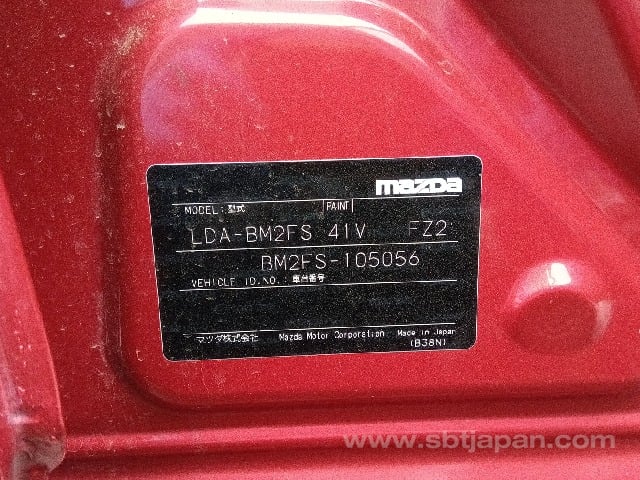 mazda
MODEL: 型式 PAINT
LDA-BM2FS 41V FZ2
BM2FS-105056
VEHICLE ID.NO.: 車台番号
マツダ株式会社 Mazda Motor Corporation Made in Japan
(B38N)
www.sbtjapan.com